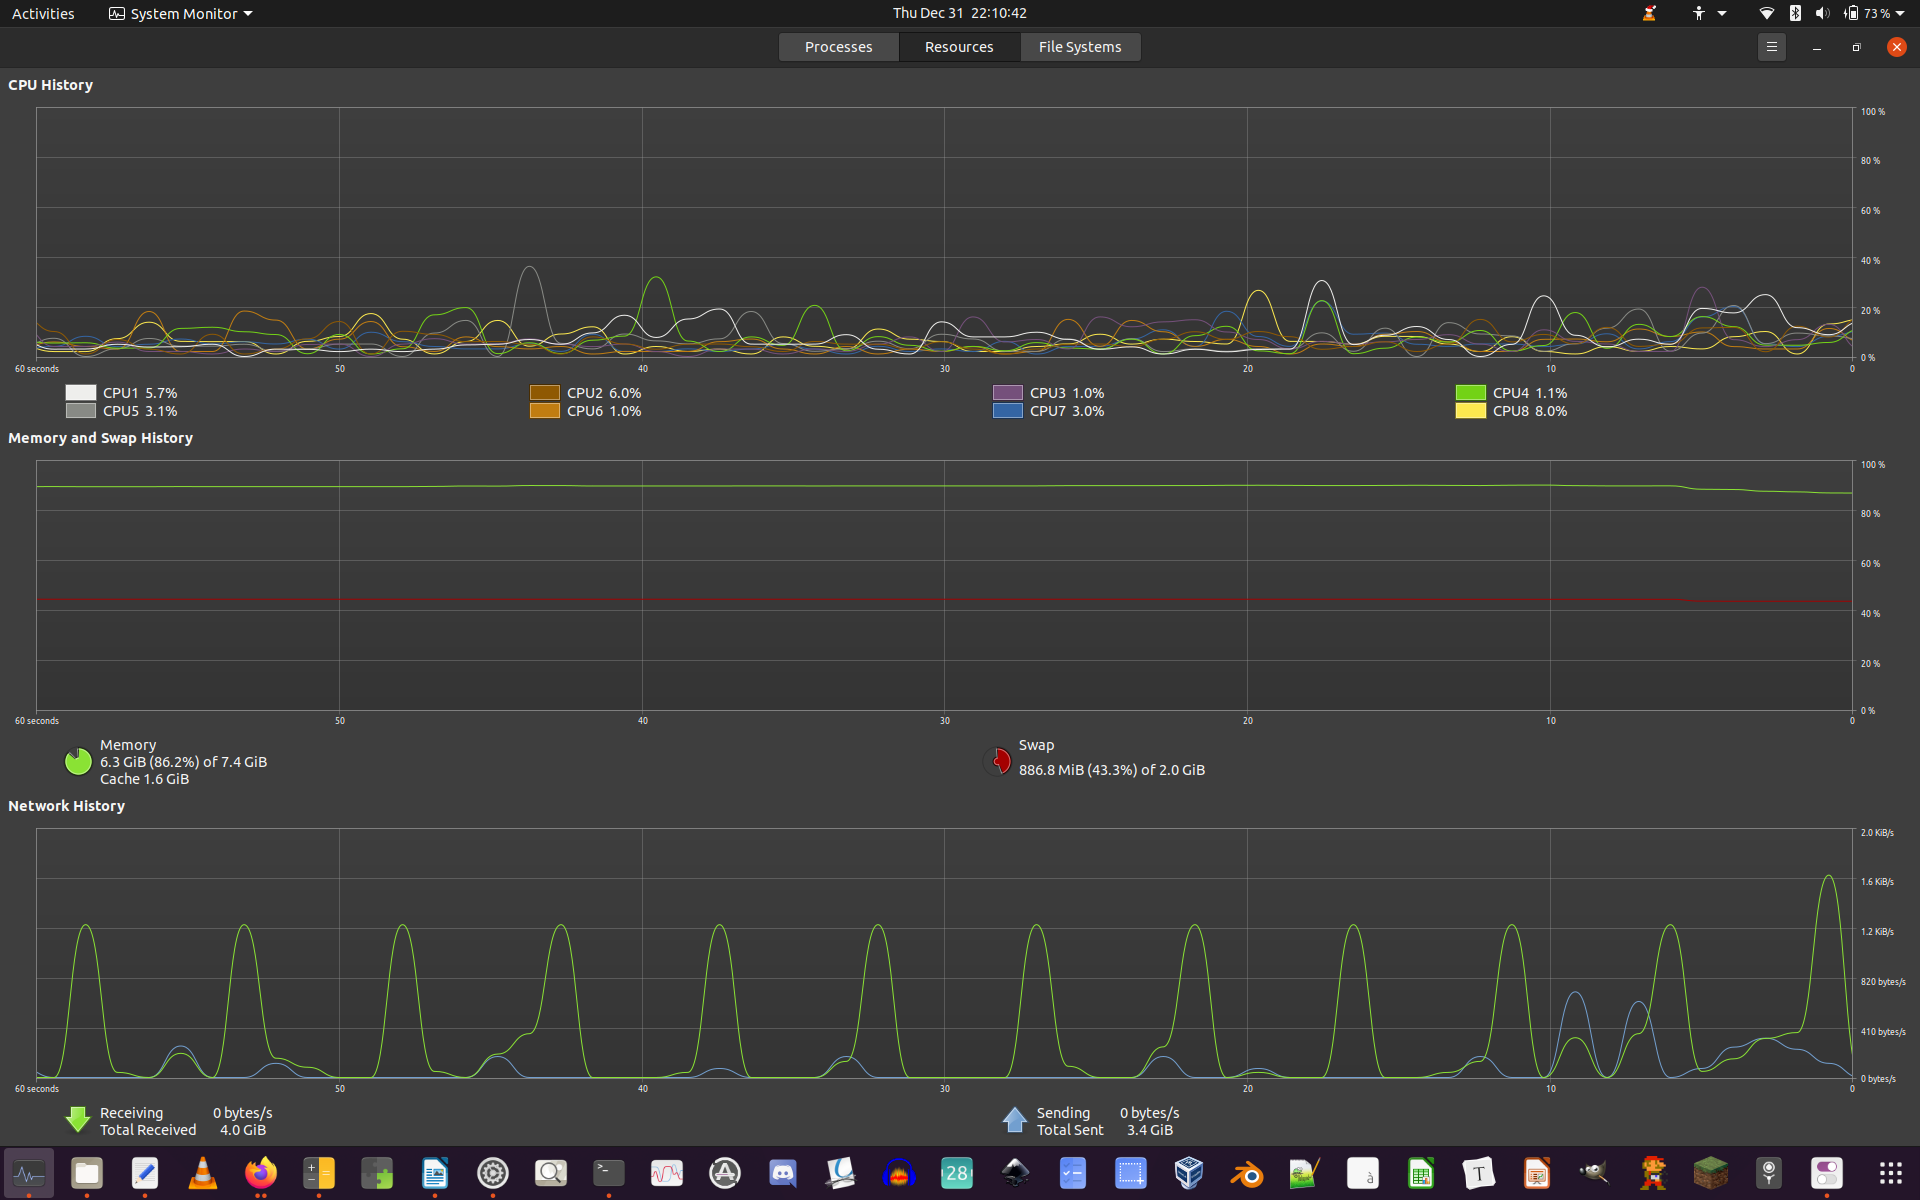 Activities System Monitor Thu Dec 31 22:10:42 73 %
Processes Resources File Systems
CPU History
100 %
80 %
60 %
40 %
20 %
0 %
60 seconds 50 40 30 20 10 0
CPU1 5.7% CPU2 6.0% CPU3 1.0% CPU4 1.1%
CPU5 3.1% CPU6 1.0% CPU7 3.0% CPU8 8.0%
Memory and Swap History
100 %
80 %
60 %
40 %
20 %
0 %
60 seconds 50 40 30 20 10 0
Memory
6.3 GiB (86.2%) of 7.4 GiB
Cache 1.6 GiB
Swap
886.8 MiB (43.3%) of 2.0 GiB
Network History
2.0 KiB/s
1.6 KiB/s
1.2 KiB/s
820 bytes/s
410 bytes/s
0 bytes/s
60 seconds 50 40 30 20 10 0
Receiving 0 bytes/s
Total Received 4.0 GiB
Sending 0 bytes/s
Total Sent 3.4 GiB
28 à T